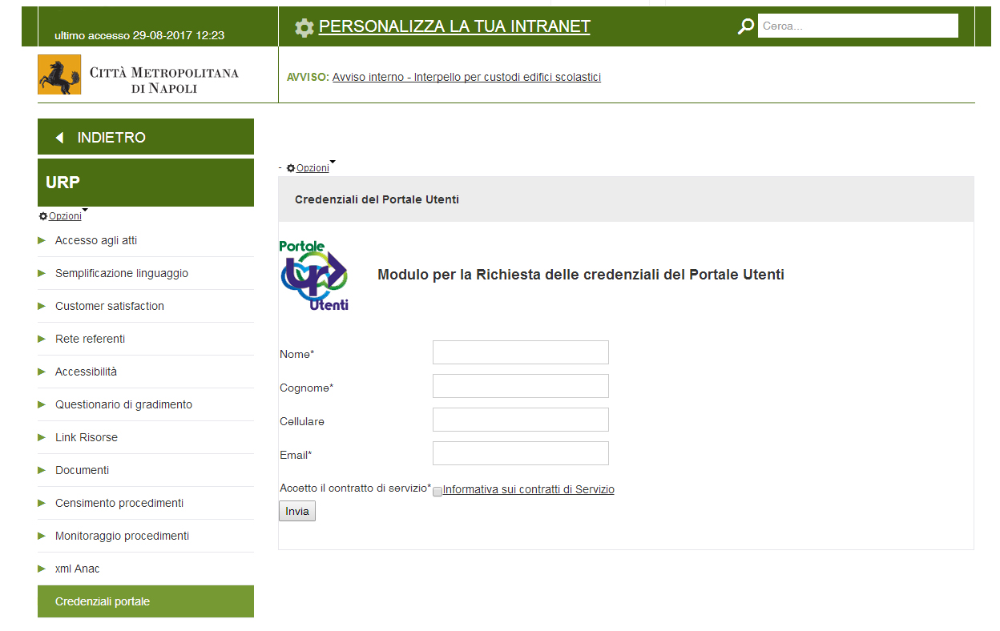 ultimo accesso 29-08-2017 12:23
PERSONALIZZA LA TUA INTRANET
Cerca...
CITTÀ METROPOLITANA
DI NAPOLI
AVVISO: Avviso interno - Interpello per custodi edifici scolastici
INDIETRO
URP
Opzioni
Accesso agli atti
Semplificazione linguaggio
Customer satisfaction
Rete referenti
Accessibilità
Questionario di gradimento
Link Risorse
Documenti
Censimento procedimenti
Monitoraggio procedimenti
xml Anac
Credenziali portale
- Opzioni
Credenziali del Portale Utenti
Portale
urp
Utenti
Modulo per la Richiesta delle credenziali del Portale Utenti
Nome*
Cognome*
Cellulare
Email*
Accetto il contratto di servizio* Informativa sui contratti di Servizio
Invia